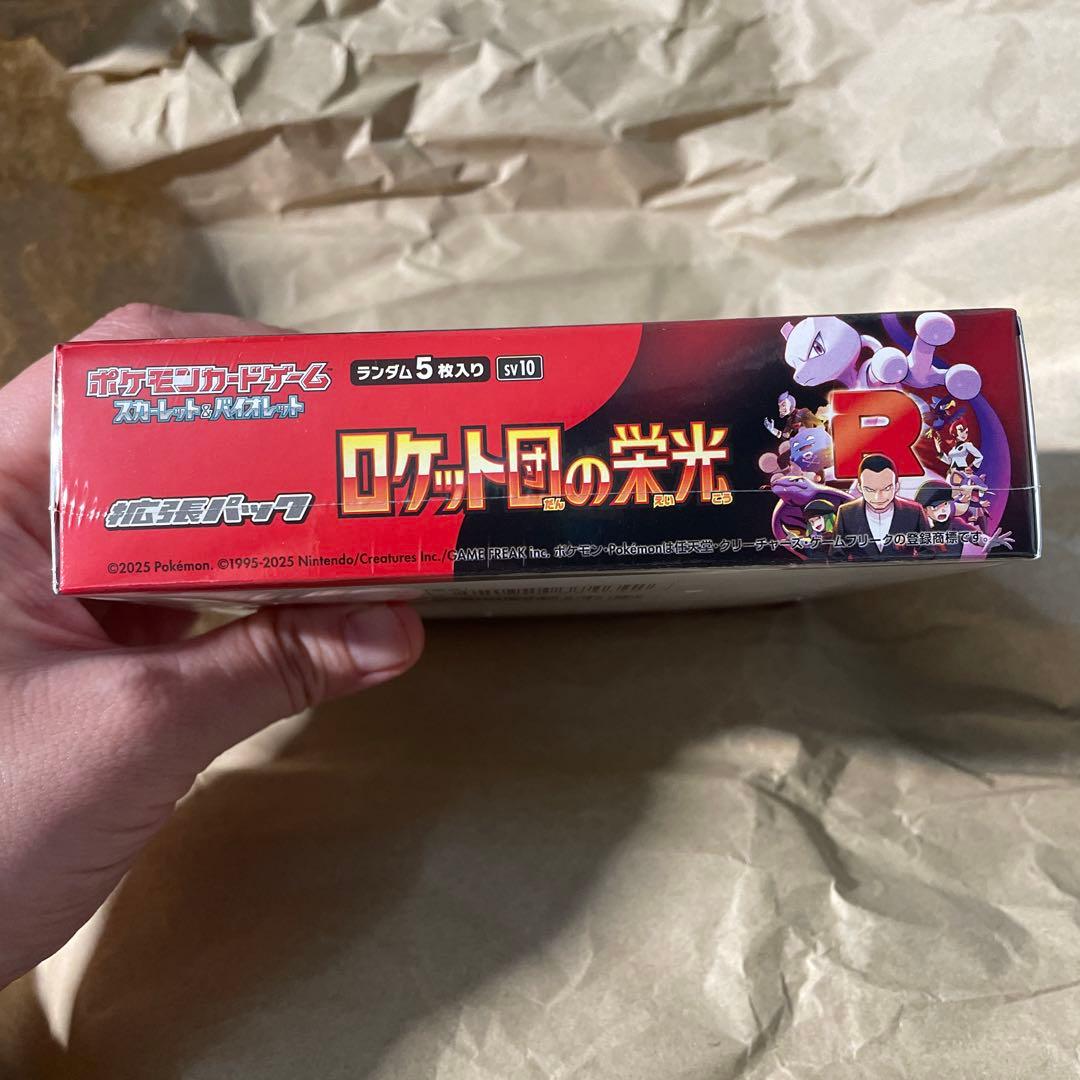 ポケモンカードゲーム
スカーレット&バイオレット
ランダム5枚入り SV10
ロケット団の栄光
だん えい こう
拡張パック
R
©2025 Pokémon. ©1995-2025 Nintendo/Creatures Inc./GAME FREAK inc. ポケモン・Pokémonは任天堂・クリーチャーズ・ゲームフリークの登録商標です。